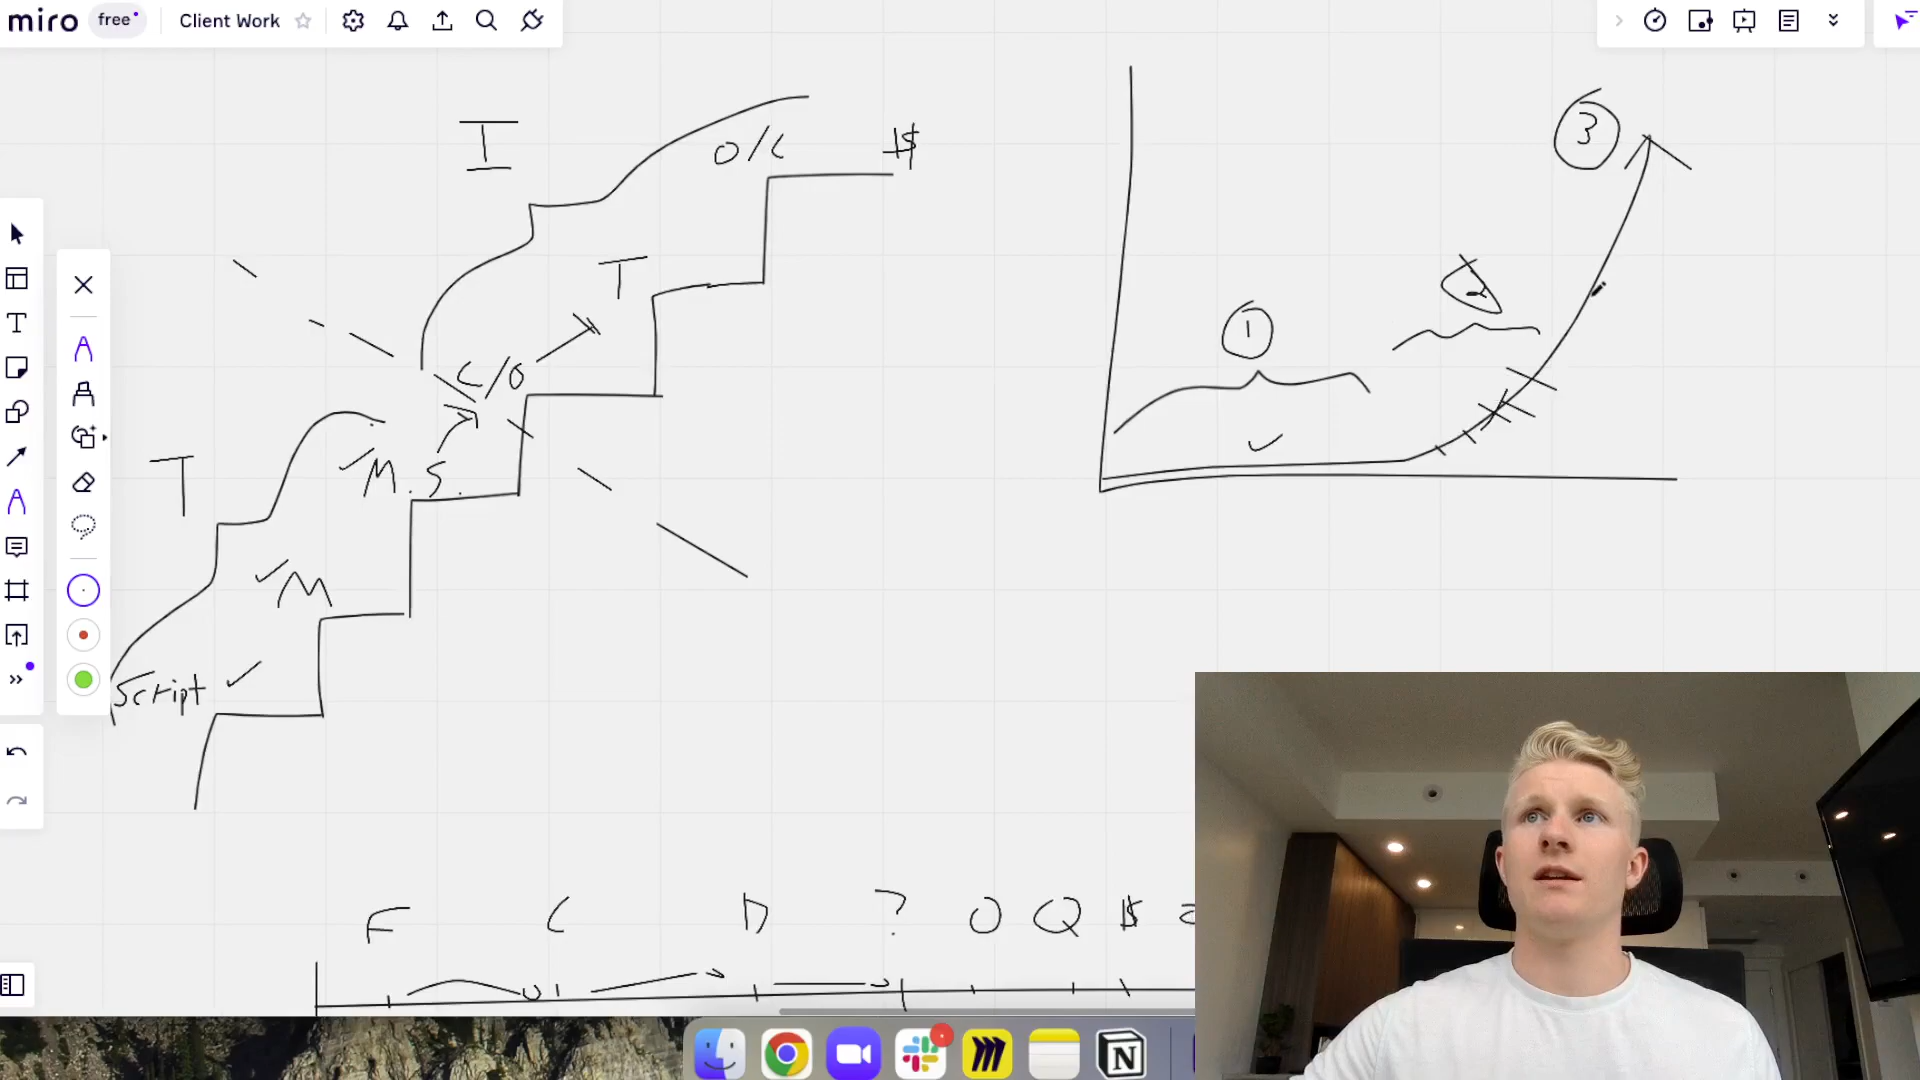 miro free Client Work
I
O/C $
T
C/O
T
M.S.
M
Script
3
2
1
F C D ? O Q $